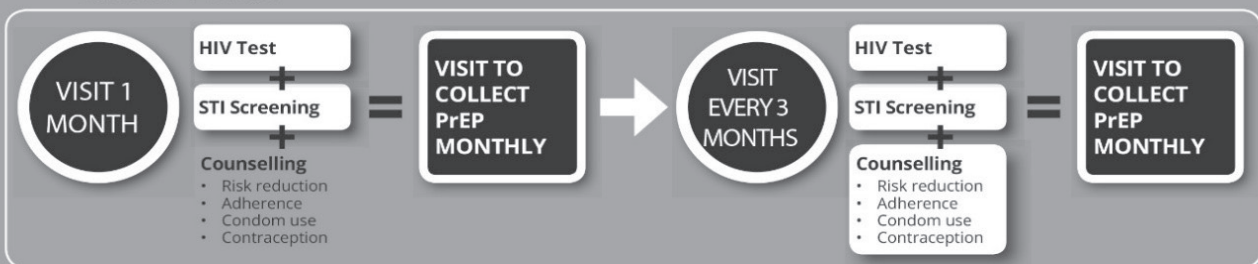 VISIT 1
MONTH
HIV Test
+
STI Screening
+
Counselling
• Risk reduction
• Adherence
• Condom use
• Contraception
=
VISIT TO
COLLECT
PrEP
MONTHLY
VISIT
EVERY 3
MONTHS
HIV Test
+
STI Screening
+
Counselling
• Risk reduction
• Adherence
• Condom use
• Contraception
=
VISIT TO
COLLECT
PrEP
MONTHLY